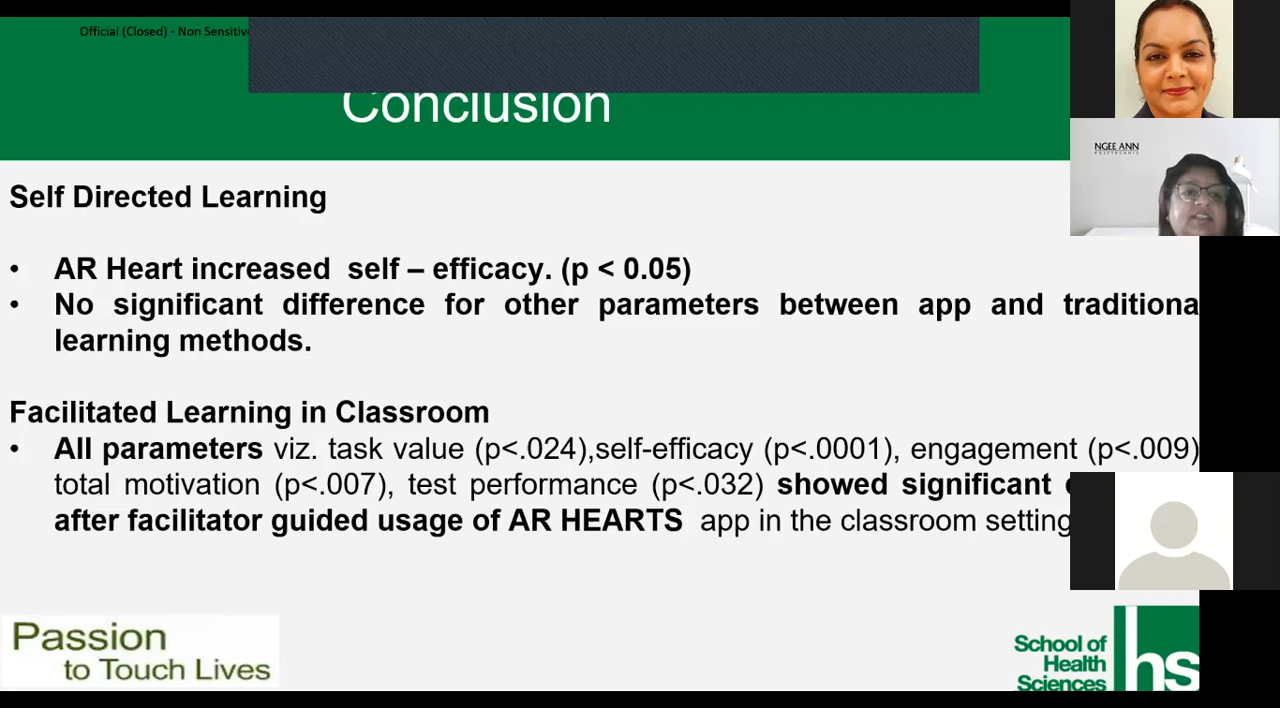 Official (Closed) - Non Sensitive
Conclusion
NGEE ANN
POLYTECHNIC
Self Directed Learning
• AR Heart increased self – efficacy. (p < 0.05)
• No significant difference for other parameters between app and traditiona
learning methods.
Facilitated Learning in Classroom
• All parameters viz. task value (p<.024),self-efficacy (p<.0001), engagement (p<.009)
total motivation (p<.007), test performance (p<.032) showed significant
after facilitator guided usage of AR HEARTS app in the classroom setting
Passion
to Touch Lives
School of
Health
Sciences
hs